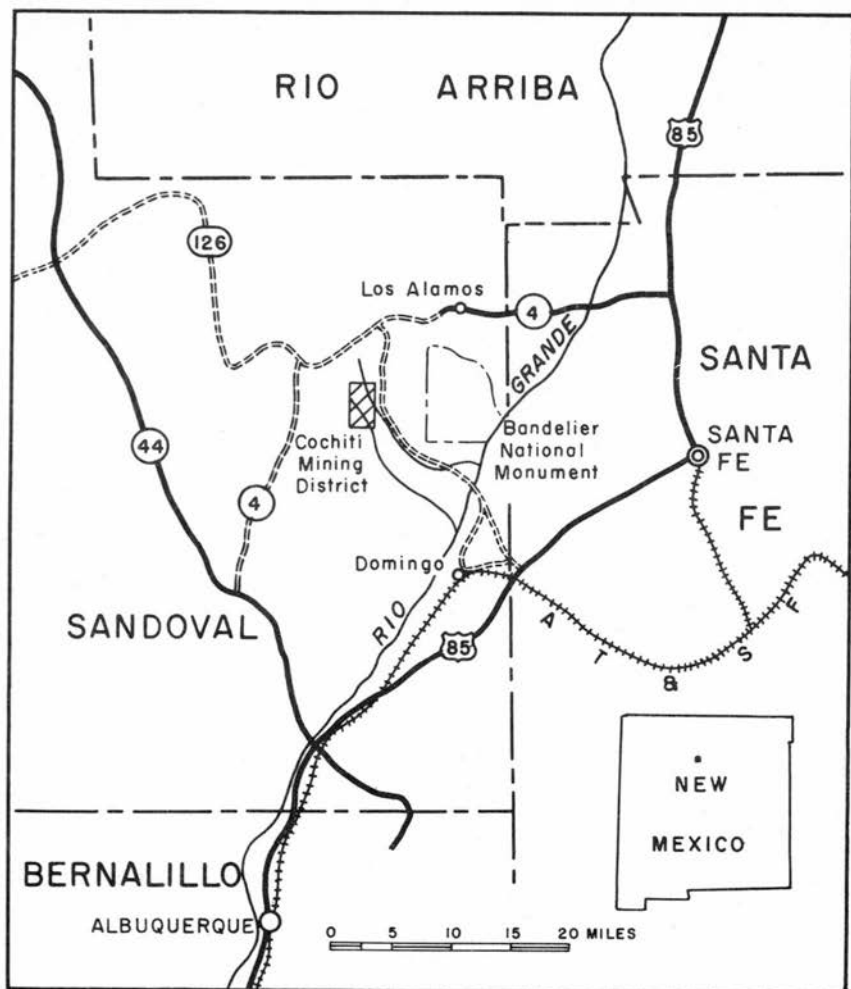 RIO ARRIBA
85
126
Los Alamos
4
GRANDE
SANTA
Bandelier
National
Monument
SANTA
FE
Cochiti
Mining
District
44
4
FE
Domingo
RIO
SANDOVAL
85
A T & S F
NEW
MEXICO
BERNALILLO
ALBUQUERQUE
0 5 10 15 20 MILES